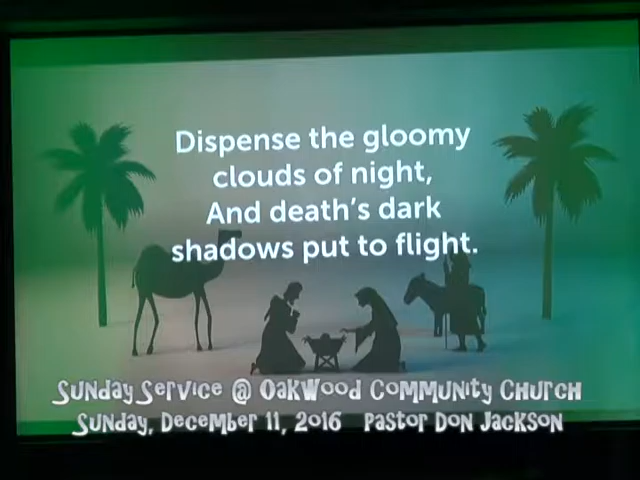 Dispense the gloomy
clouds of night,
And death's dark
shadows put to flight.
Sunday Service @ Oakwood Community Church
Sunday, December 11, 2016 Pastor Don Jackson